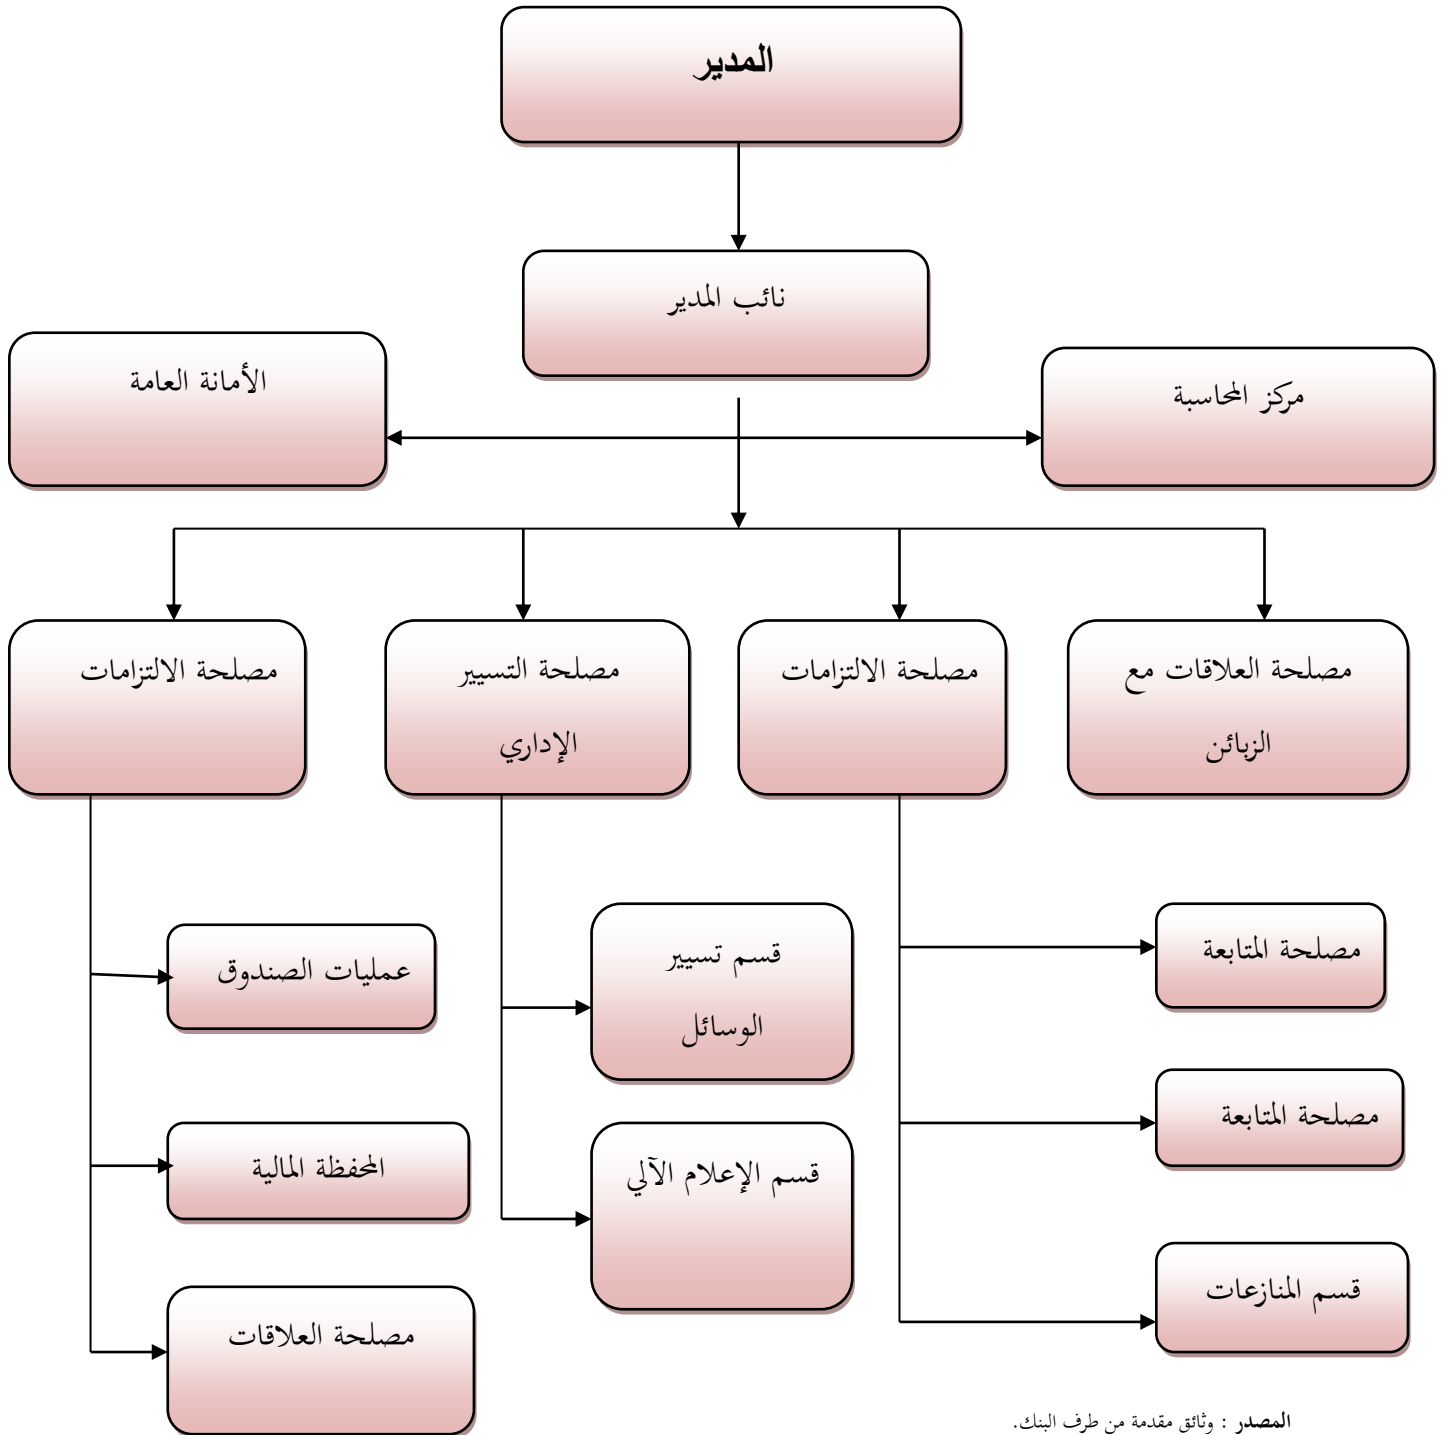 المدير
نائب المدير
مركز المحاسبة
الأمانة العامة
مصلحة العلاقات مع
الزبائن
مصلحة الالتزامات
مصلحة التسيير
الإداري
مصلحة الالتزامات
مصلحة المتابعة
مصلحة المتابعة
قسم المنازعات
قسم تسيير
الوسائل
قسم الإعلام الآلي
عمليات الصندوق
المحفظة المالية
مصلحة العلاقات
المصدر : وثائق مقدمة من طرف البنك.